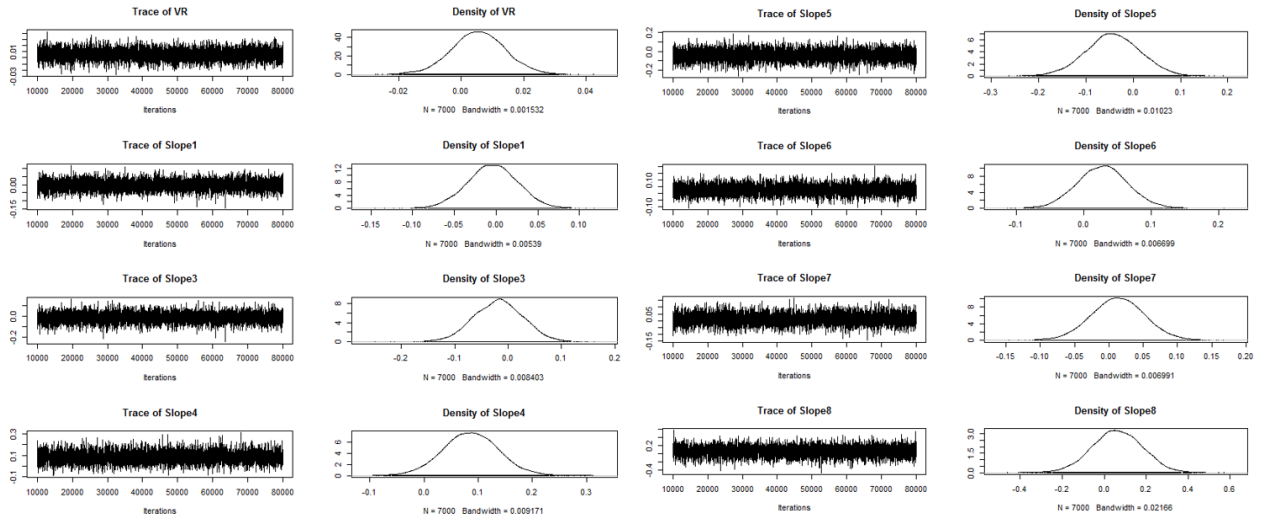 Trace of VR
0.01
-0.03
10000 20000 30000 40000 50000 60000 70000 80000
Iterations
Density of VR
40
20
0
-0.02 0.00 0.02 0.04
N = 7000 Bandwidth = 0.001532
Trace of Slope5
0.2
0.0
-0.2
10000 20000 30000 40000 50000 60000 70000 80000
Iterations
Density of Slope5
6
4
2
0
-0.3 -0.2 -0.1 0.0 0.1 0.2
N = 7000 Bandwidth = 0.01023
Trace of Slope1
0.00
-0.15
10000 20000 30000 40000 50000 60000 70000 80000
Iterations
Density of Slope1
12
8
4
0
-0.15 -0.10 -0.05 0.00 0.05 0.10
N = 7000 Bandwidth = 0.00539
Trace of Slope6
0.10
-0.10
10000 20000 30000 40000 50000 60000 70000 80000
Iterations
Density of Slope6
8
4
0
-0.1 0.0 0.1 0.2
N = 7000 Bandwidth = 0.006699
Trace of Slope3
0.0
-0.2
10000 20000 30000 40000 50000 60000 70000 80000
Iterations
Density of Slope3
8
4
0
-0.2 -0.1 0.0 0.1 0.2
N = 7000 Bandwidth = 0.008403
Trace of Slope7
0.05
-0.15
10000 20000 30000 40000 50000 60000 70000 80000
Iterations
Density of Slope7
8
4
0
-0.15 -0.10 -0.05 0.00 0.05 0.10 0.15 0.20
N = 7000 Bandwidth = 0.006991
Trace of Slope4
0.3
0.1
-0.1
10000 20000 30000 40000 50000 60000 70000 80000
Iterations
Density of Slope4
6
4
2
0
-0.1 0.0 0.1 0.2 0.3
N = 7000 Bandwidth = 0.009171
Trace of Slope8
0.2
-0.4
10000 20000 30000 40000 50000 60000 70000 80000
Iterations
Density of Slope8
3.0
1.5
0.0
-0.4 -0.2 0.0 0.2 0.4 0.6
N = 7000 Bandwidth = 0.02166